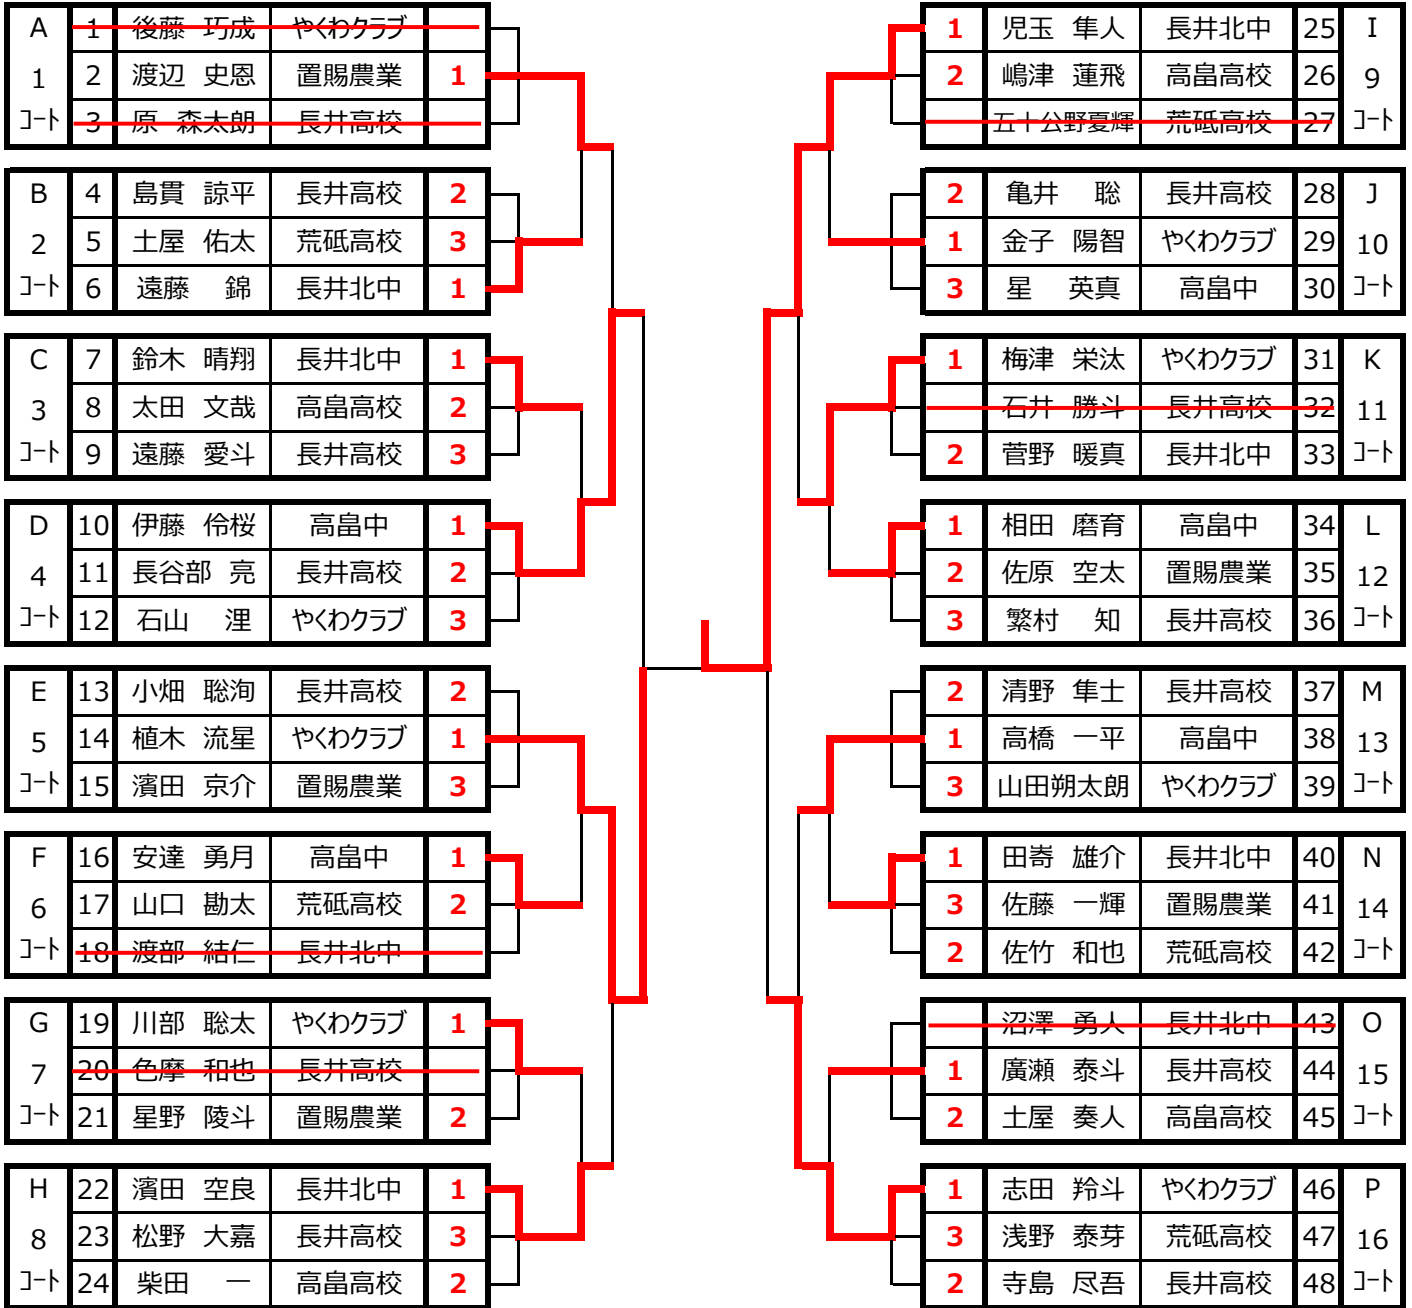 A 1 後藤 巧成 やくわクラブ
1 2 渡辺 史恩 置賜農業 1
コート 3 原 森太朗 長井高校
B 4 島貫 諒平 長井高校 2
2 5 土屋 佑太 荒砥高校 3
コート 6 遠藤 錦 長井北中 1
C 7 鈴木 晴翔 長井北中 1
3 8 太田 文哉 高畠高校 2
コート 9 遠藤 愛斗 長井高校 3
D 10 伊藤 伶桜 高畠中 1
4 11 長谷部 亮 長井高校 2
コート 12 石山 浬 やくわクラブ 3
E 13 小畑 聡洵 長井高校 2
5 14 植木 流星 やくわクラブ 1
コート 15 濱田 京介 置賜農業 3
F 16 安達 勇月 高畠中 1
6 17 山口 勘太 荒砥高校 2
コート 18 渡部 結仁 長井北中
G 19 川部 聡太 やくわクラブ 1
7 20 色摩 和也 長井高校
コート 21 星野 陵斗 置賜農業 2
H 22 濱田 空良 長井北中 1
8 23 松野 大嘉 長井高校 3
コート 24 柴田 一 高畠高校 2
1 児玉 隼人 長井北中 25 I
2 嶋津 蓮飛 高畠高校 26 9
五十公野夏輝 荒砥高校 27 コート
2 亀井 聡 長井高校 28 J
1 金子 陽智 やくわクラブ 29 10
3 星 英真 高畠中 30 コート
1 梅津 栄汰 やくわクラブ 31 K
石井 勝斗 長井高校 32 11
2 菅野 暖真 長井北中 33 コート
1 相田 磨育 高畠中 34 L
2 佐原 空太 置賜農業 35 12
3 繁村 知 長井高校 36 コート
2 清野 隼士 長井高校 37 M
1 高橋 一平 高畠中 38 13
3 山田朔太朗 やくわクラブ 39 コート
1 田嵜 雄介 長井北中 40 N
3 佐藤 一輝 置賜農業 41 14
2 佐竹 和也 荒砥高校 42 コート
沼澤 勇人 長井北中 43 O
1 廣瀬 泰斗 長井高校 44 15
2 土屋 奏人 高畠高校 45 コート
1 志田 羚斗 やくわクラブ 46 P
3 浅野 泰芽 荒砥高校 47 16
2 寺島 尽吾 長井高校 48 コート